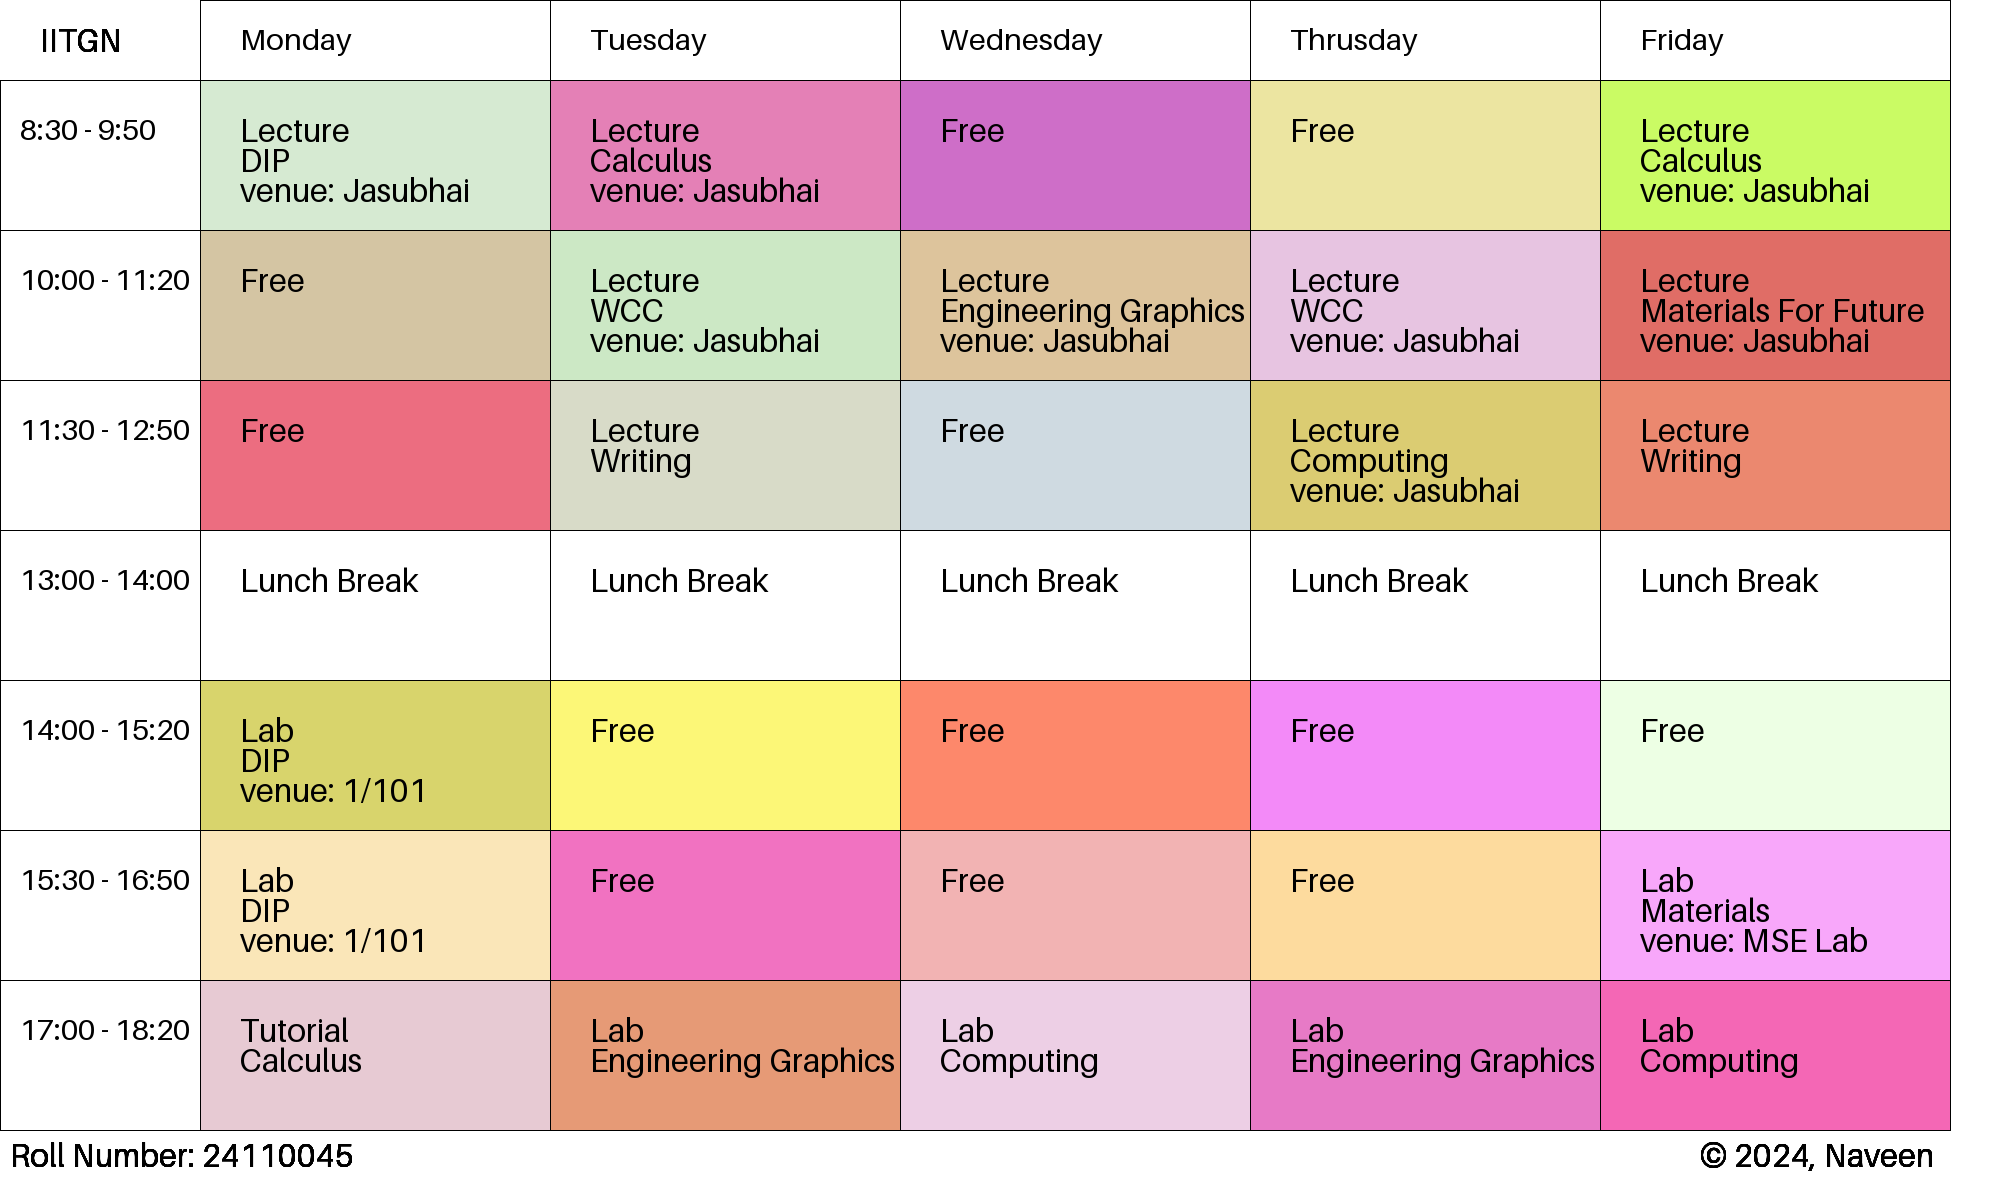 IITGN Monday Tuesday Wednesday Thrusday Friday
8:30 - 9:50
Lecture
DIP
venue: Jasubhai
Lecture
Calculus
venue: Jasubhai
Free
Free
Lecture
Calculus
venue: Jasubhai
10:00 - 11:20
Free
Lecture
WCC
venue: Jasubhai
Lecture
Engineering Graphics
venue: Jasubhai
Lecture
WCC
venue: Jasubhai
Lecture
Materials For Future
venue: Jasubhai
11:30 - 12:50
Free
Lecture
Writing
Free
Lecture
Computing
venue: Jasubhai
Lecture
Writing
13:00 - 14:00
Lunch Break
Lunch Break
Lunch Break
Lunch Break
Lunch Break
14:00 - 15:20
Lab
DIP
venue: 1/101
Free
Free
Free
Free
15:30 - 16:50
Lab
DIP
venue: 1/101
Free
Free
Free
Lab
Materials
venue: MSE Lab
17:00 - 18:20
Tutorial
Calculus
Lab
Engineering Graphics
Lab
Computing
Lab
Engineering Graphics
Lab
Computing
Roll Number: 24110045
© 2024, Naveen